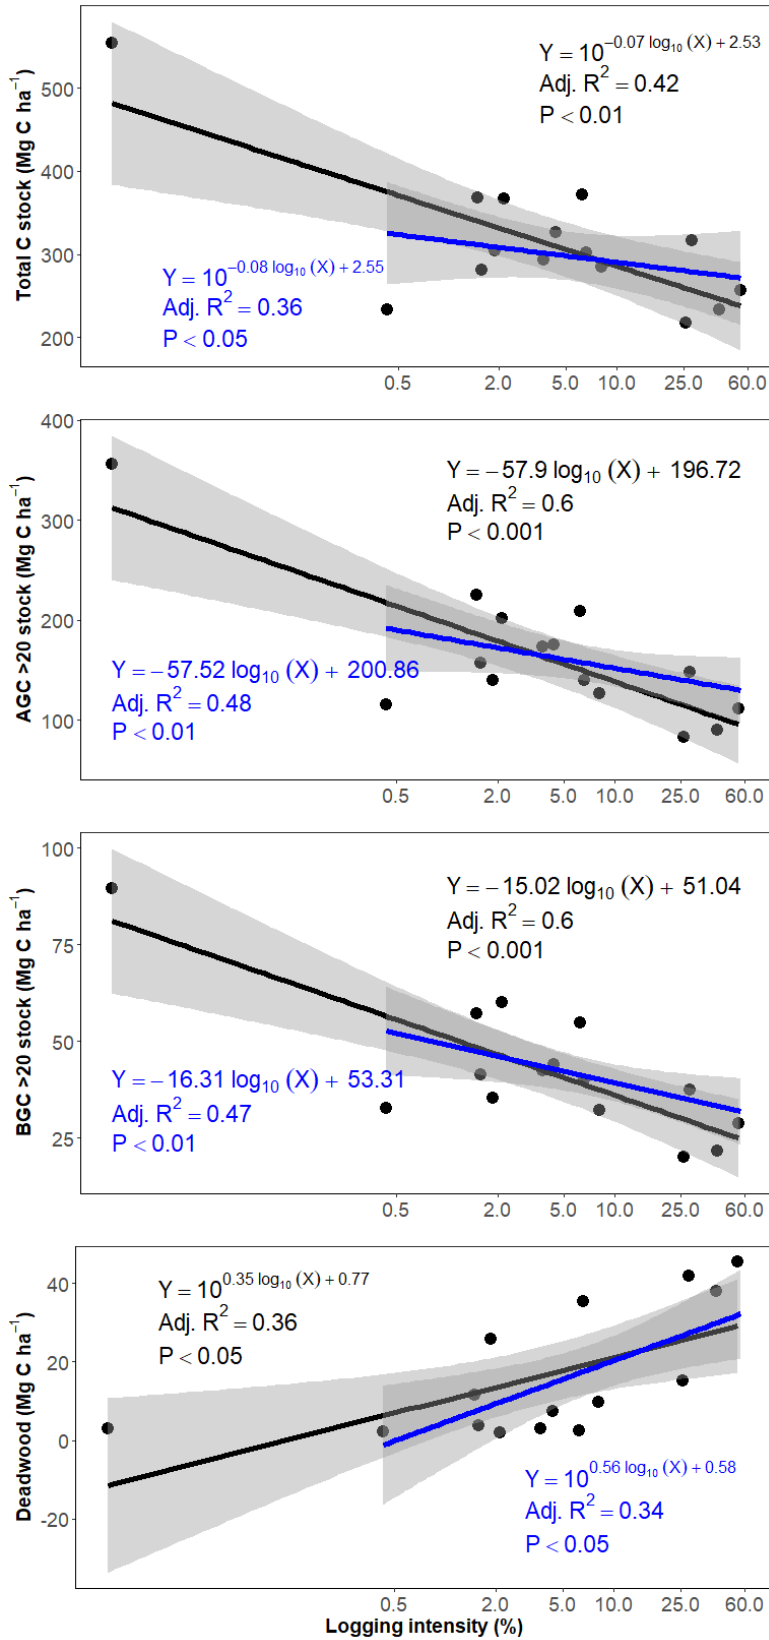 Total C stock (Mg C ha⁻¹)
500
400
300
200
Y = 10^(−0.07 log₁₀ (X) + 2.53)
Adj. R² = 0.42
P < 0.01
Y = 10^(−0.08 log₁₀ (X) + 2.55)
Adj. R² = 0.36
P < 0.05
0.5 2.0 5.0 10.0 25.0 60.0
AGC >20 stock (Mg C ha⁻¹)
400
300
200
100
Y = −57.9 log₁₀ (X) + 196.72
Adj. R² = 0.6
P < 0.001
Y = −57.52 log₁₀ (X) + 200.86
Adj. R² = 0.48
P < 0.01
0.5 2.0 5.0 10.0 25.0 60.0
BGC >20 stock (Mg C ha⁻¹)
100
75
50
25
Y = −15.02 log₁₀ (X) + 51.04
Adj. R² = 0.6
P < 0.001
Y = −16.31 log₁₀ (X) + 53.31
Adj. R² = 0.47
P < 0.01
0.5 2.0 5.0 10.0 25.0 60.0
Deadwood (Mg C ha⁻¹)
40
20
0
-20
Y = 10^(0.35 log₁₀ (X) + 0.77)
Adj. R² = 0.36
P < 0.05
Y = 10^(0.56 log₁₀ (X) + 0.58)
Adj. R² = 0.34
P < 0.05
0.5 2.0 5.0 10.0 25.0 60.0
Logging intensity (%)